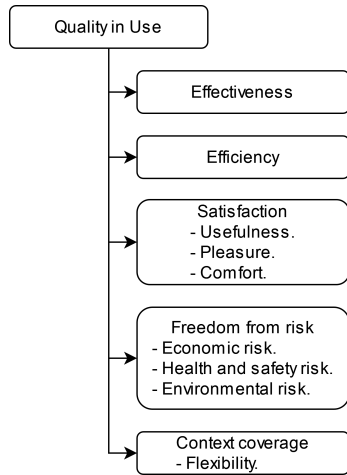 Quality in Use
Effectiveness
Efficiency
Satisfaction
- Usefulness.
- Pleasure.
- Comfort.
Freedom from risk
- Economic risk.
- Health and safety risk.
- Environmental risk.
Context coverage
- Flexibility.